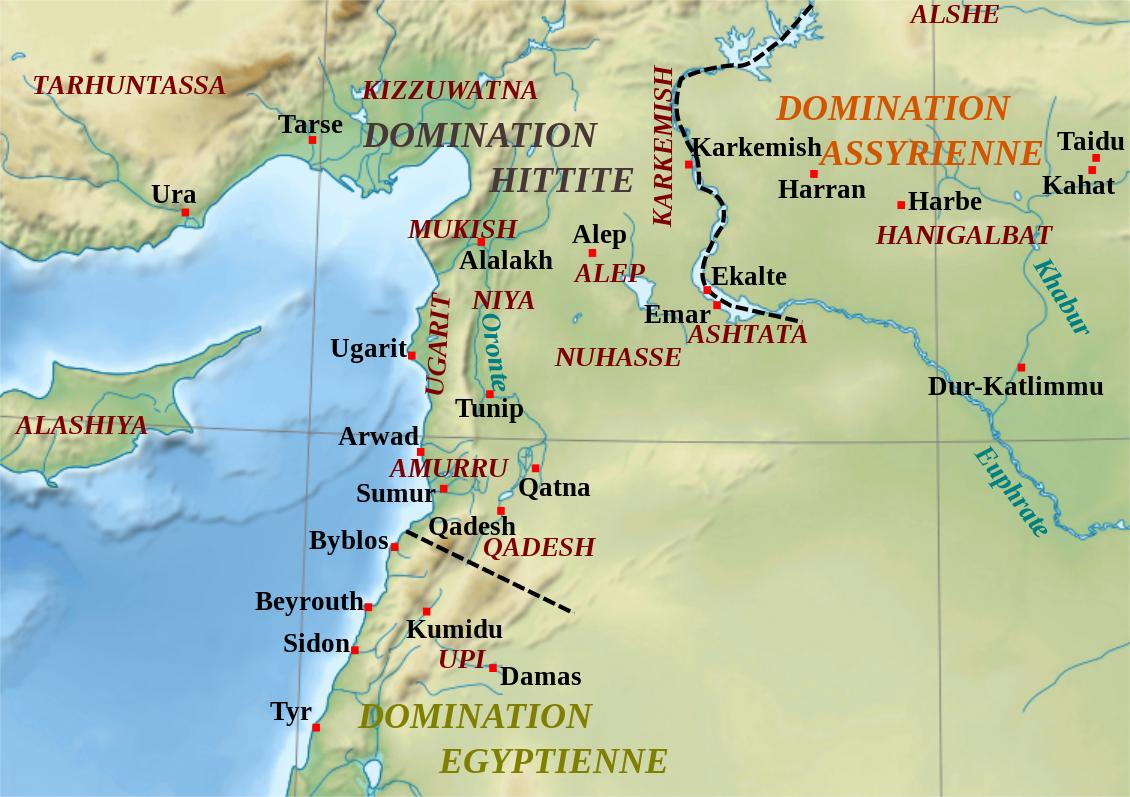 ALSHE
TARHUNTASSA
KIZZUWATNA
KARKEMISH
DOMINATION
ASSYRIENNE
Tarse
DOMINATION
HITTITE
Karkemish
Taidu
Harran
Kahat
Ura
Harbe
HANIGALBAT
MUKISH
Alep
Alalakh
ALEP
Ekalte
Khabur
NIYA
UGARIT
Emar
ASHTATA
Oronte
Ugarit
NUHASSE
Dur-Katlimmu
Tunip
ALASHIYA
Arwad
AMURRU
Sumur
Qatna
Euphrate
Qadesh
Byblos
QADESH
Beyrouth
Kumidu
Sidon
UPI
Damas
Tyr
DOMINATION
EGYPTIENNE